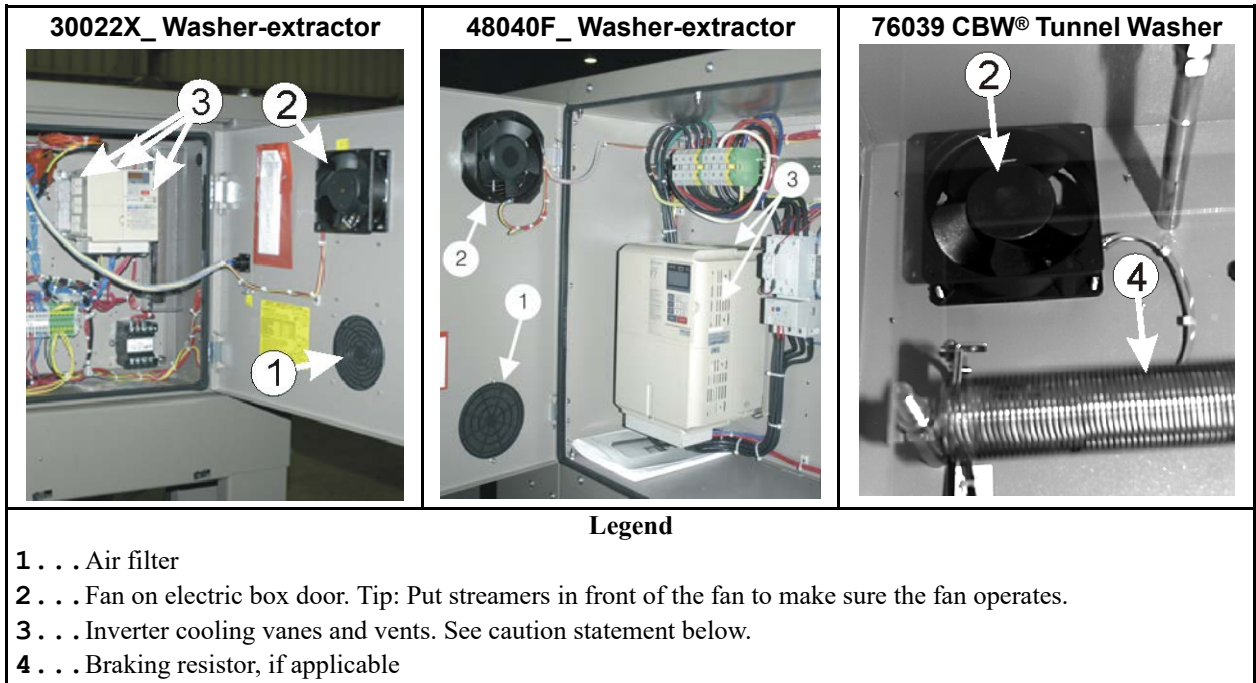 30022X_ Washer-extractor
48040F_ Washer-extractor
76039 CBW® Tunnel Washer
3
2
1
2
1
3
2
4
Legend
1...Air filter
2...Fan on electric box door. Tip: Put streamers in front of the fan to make sure the fan operates.
3...Inverter cooling vanes and vents. See caution statement below.
4...Braking resistor, if applicable